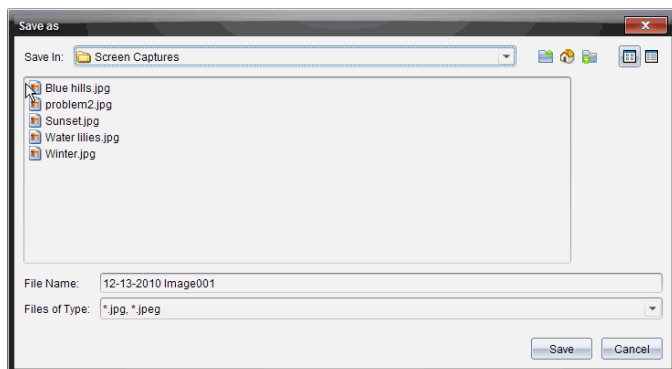 Save as
Save In: Screen Captures
Blue hills.jpg
problem2.jpg
Sunset.jpg
Water lilies.jpg
Winter.jpg
File Name: 12-13-2010 Image001
Files of Type: *.jpg, *.jpeg
Save Cancel